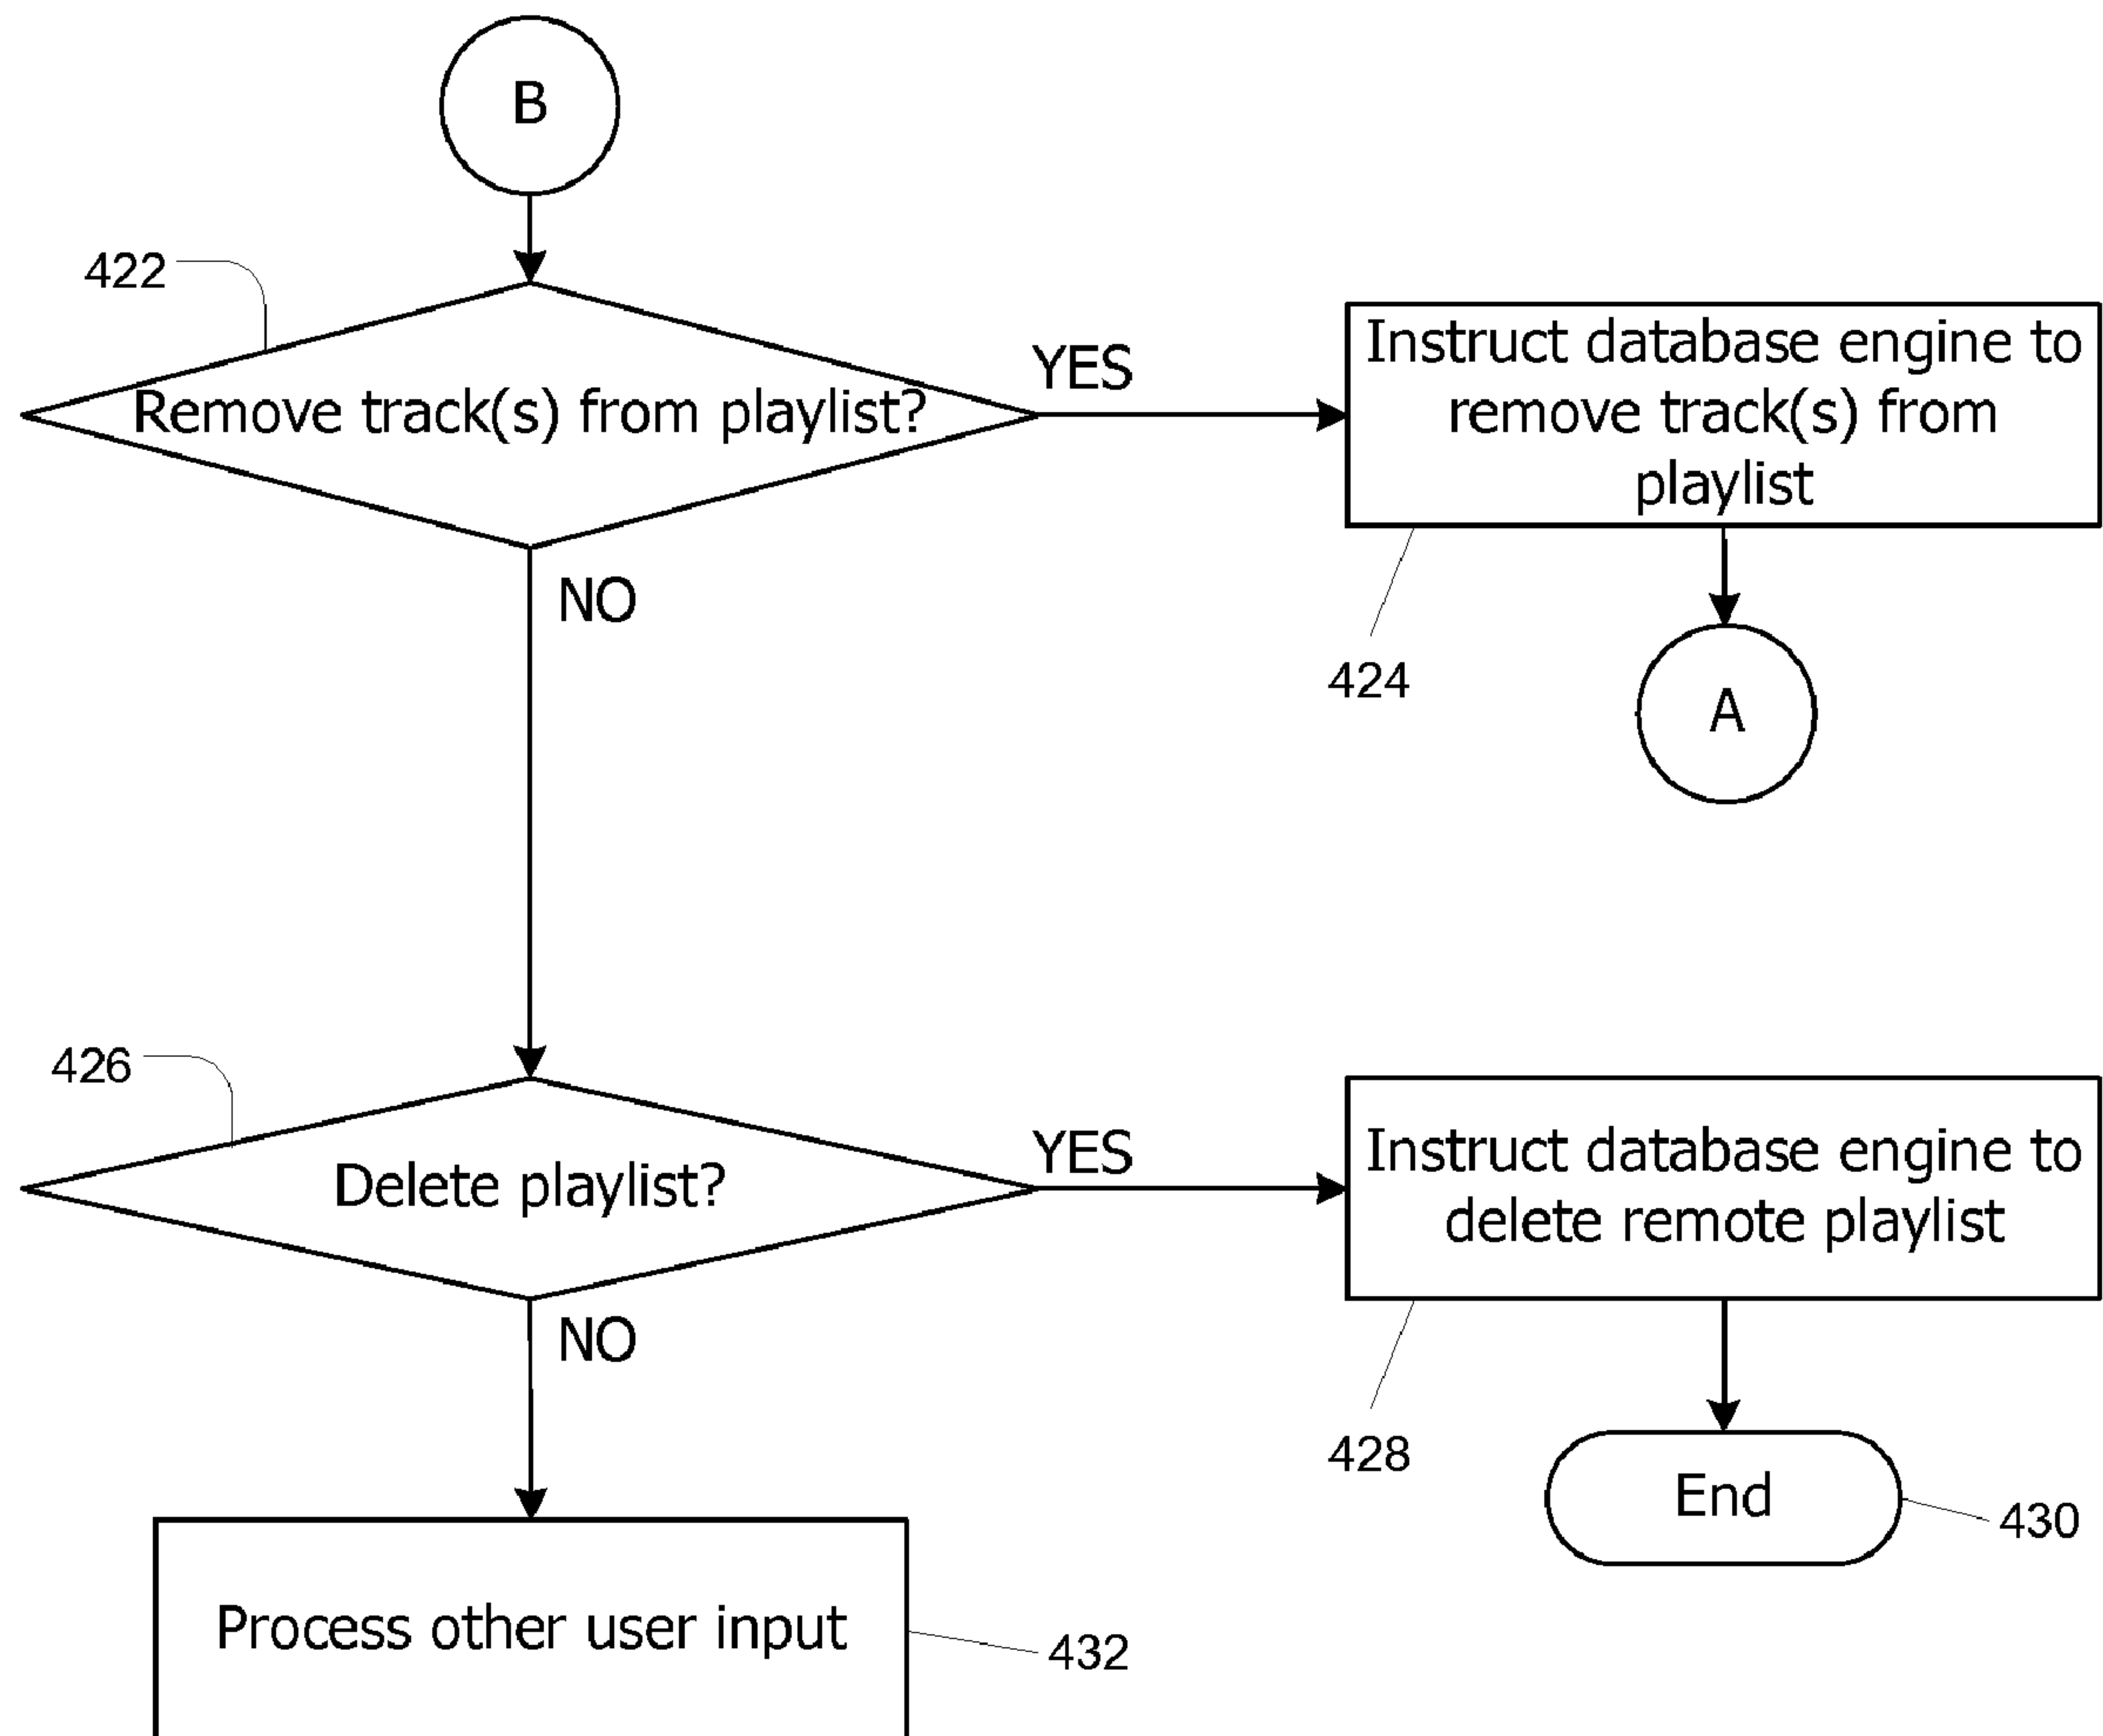 B
422
Remove track(s) from playlist?
YES
Instruct database engine to
remove track(s) from
playlist
NO
424
A
426
Delete playlist?
YES
Instruct database engine to
delete remote playlist
NO
428
End
430
Process other user input
432